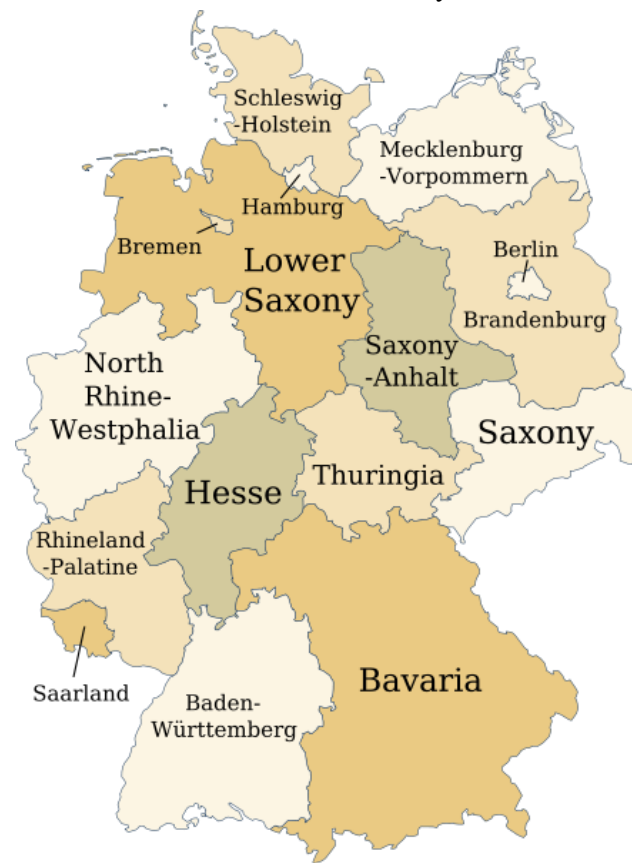 Schleswig
-Holstein
Mecklenburg
-Vorpommern
Hamburg
Bremen
Berlin
Lower
Saxony
Brandenburg
Saxony
-Anhalt
North
Rhine-
Westphalia
Saxony
Thuringia
Hesse
Rhineland
-Palatine
Saarland
Bavaria
Baden-
Württemberg